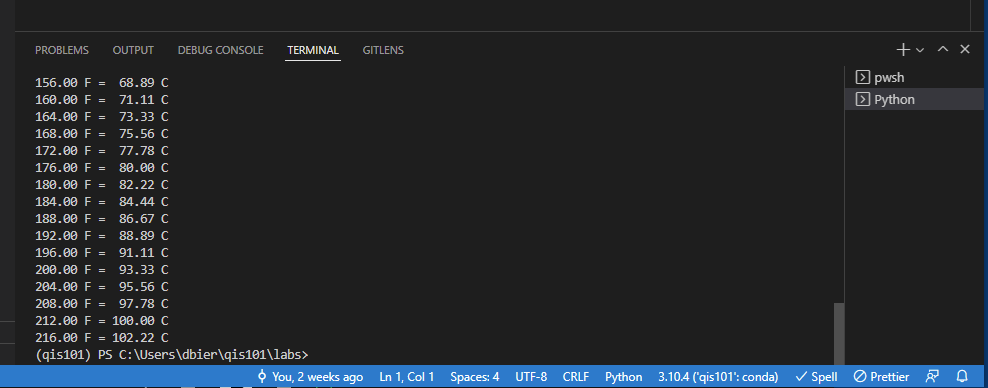 PROBLEMS OUTPUT DEBUG CONSOLE TERMINAL GITLENS
156.00 F =  68.89 C
160.00 F =  71.11 C
164.00 F =  73.33 C
168.00 F =  75.56 C
172.00 F =  77.78 C
176.00 F =  80.00 C
180.00 F =  82.22 C
184.00 F =  84.44 C
188.00 F =  86.67 C
192.00 F =  88.89 C
196.00 F =  91.11 C
200.00 F =  93.33 C
204.00 F =  95.56 C
208.00 F =  97.78 C
212.00 F = 100.00 C
216.00 F = 102.22 C
(qis101) PS C:\Users\dbier\qis101\labs>
pwsh
Python
You, 2 weeks ago Ln 1, Col 1 Spaces: 4 UTF-8 CRLF Python 3.10.4 ('qis101': conda) Spell Prettier